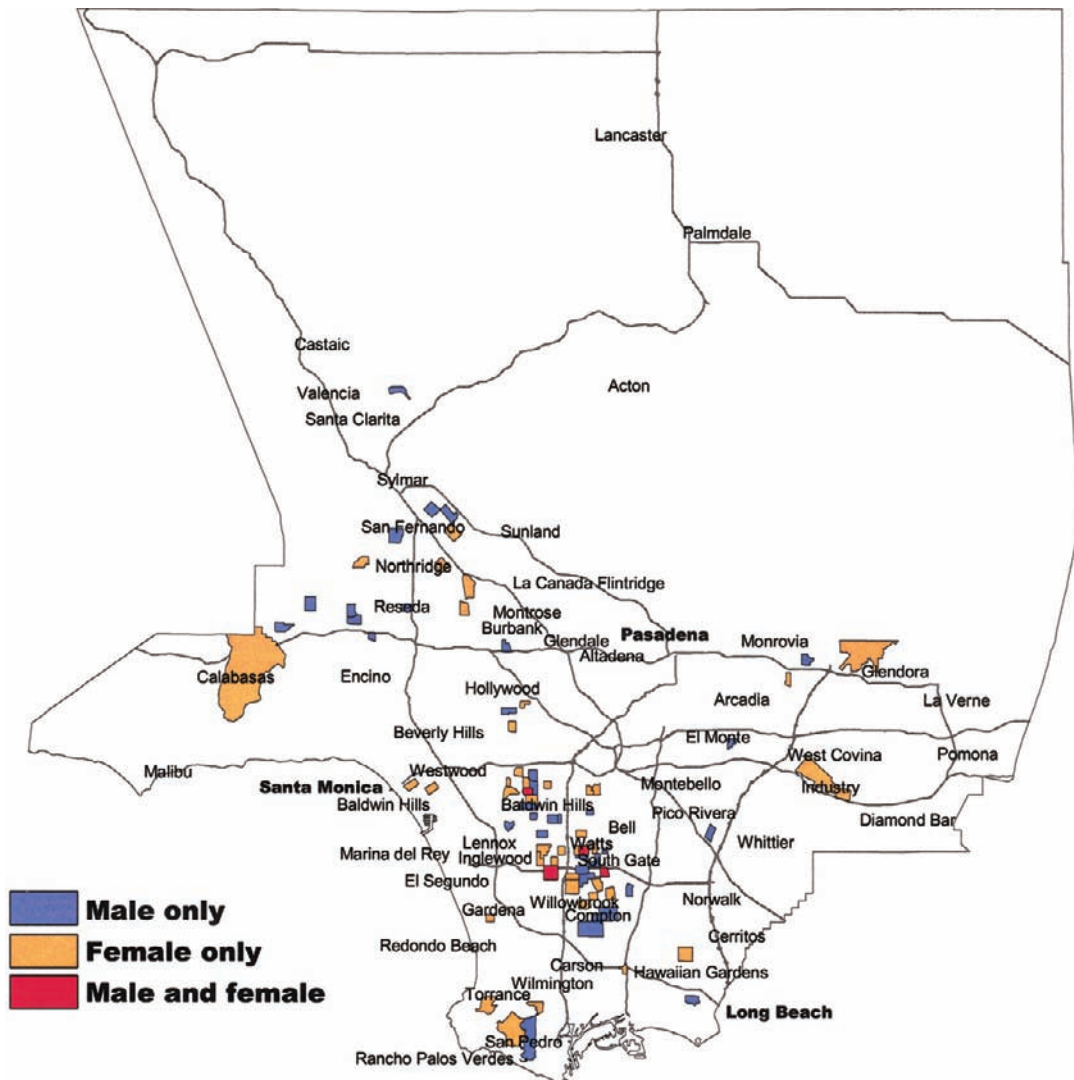 Lancaster
Palmdale
Castaic
Acton
Valencia
Santa Clarita
Sylmar
San Fernando
Sunland
Northridge
La Canada Flintridge
Reseda
Montrose
Burbank
Glendale
Pasadena
Monrovia
Altadena
Calabasas
Encino
Glendora
Hollywood
Arcadia
La Verne
Beverly Hills
El Monte
West Covina
Pomona
Malibu
Westwood
Santa Monica
Montebello
Industry
Baldwin Hills
Baldwin Hills
Pico Rivera
Diamond Bar
Bell
Lennox
Watts
Whittier
Marina del Rey
Inglewood
South Gate
El Segundo
Willowbrook
Norwalk
Gardena
Compton
Male only
Redondo Beach
Cerritos
Female only
Carson
Hawaiian Gardens
Wilmington
Male and female
Torrance
Long Beach
San Pedro
Rancho Palos Verdes